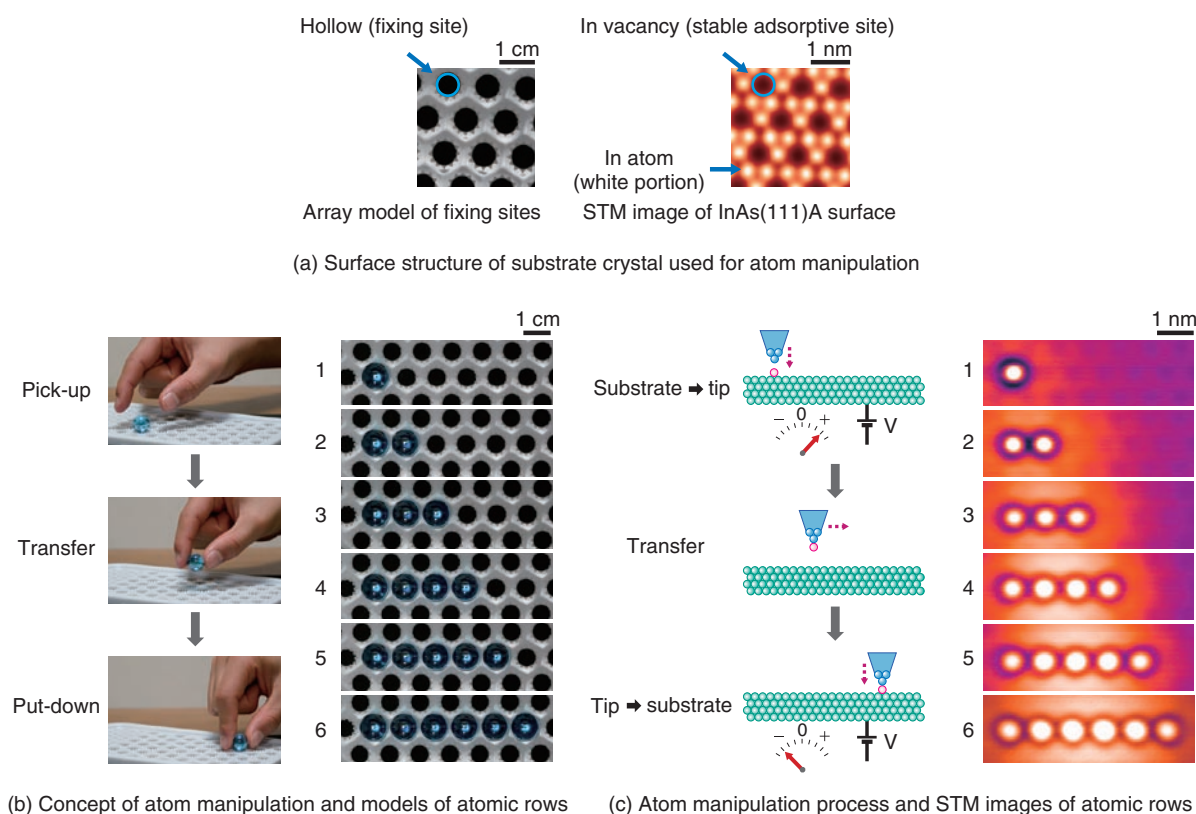 Hollow (fixing site)
1 cm
In vacancy (stable adsorptive site)
1 nm
In atom
(white portion)
Array model of fixing sites
STM image of InAs(111)A surface
(a) Surface structure of substrate crystal used for atom manipulation
1 cm
Pick-up
Transfer
Put-down
1
2
3
4
5
6
(b) Concept of atom manipulation and models of atomic rows
1 nm
Substrate ➡ tip
− 0 +
V
Transfer
Tip ➡ substrate
− 0 +
V
1
2
3
4
5
6
(c) Atom manipulation process and STM images of atomic rows